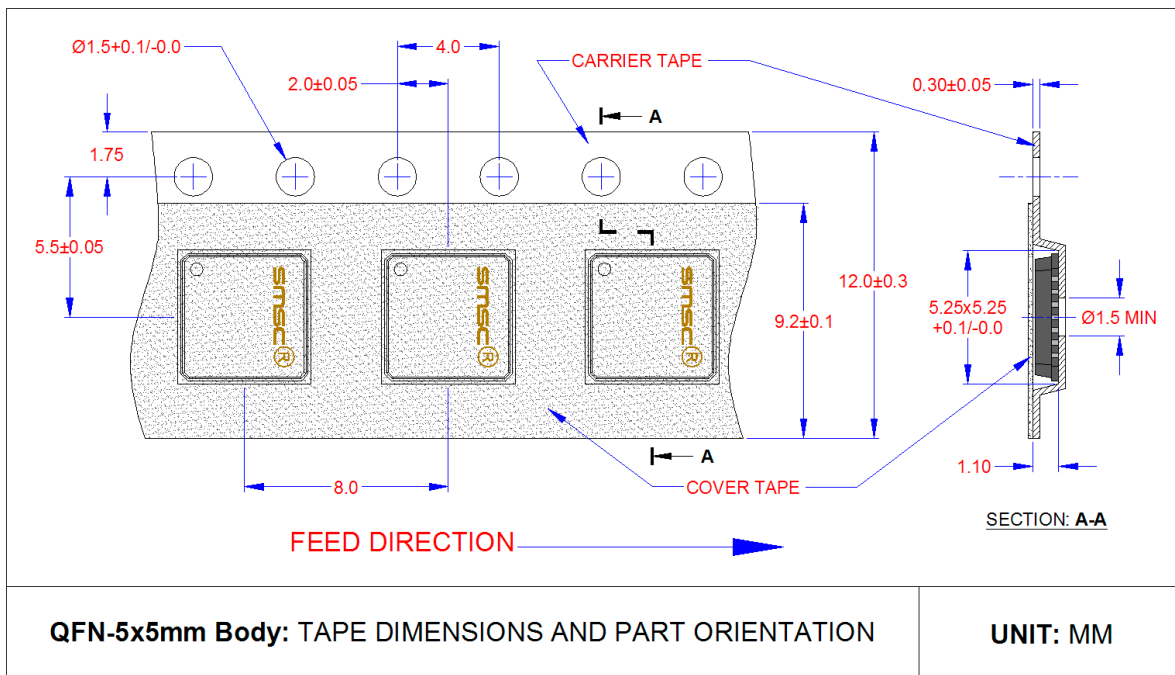 Ø1.5+0.1/-0.0
4.0
CARRIER TAPE
0.30±0.05
2.0±0.05
A
1.75
5.5±0.05
12.0±0.3
smsc®
smsc®
smsc®
9.2±0.1
5.25x5.25
+0.1/-0.0
Ø1.5 MIN
A
1.10
8.0
COVER TAPE
SECTION: A-A
FEED DIRECTION
QFN-5x5mm Body: TAPE DIMENSIONS AND PART ORIENTATION
UNIT: MM